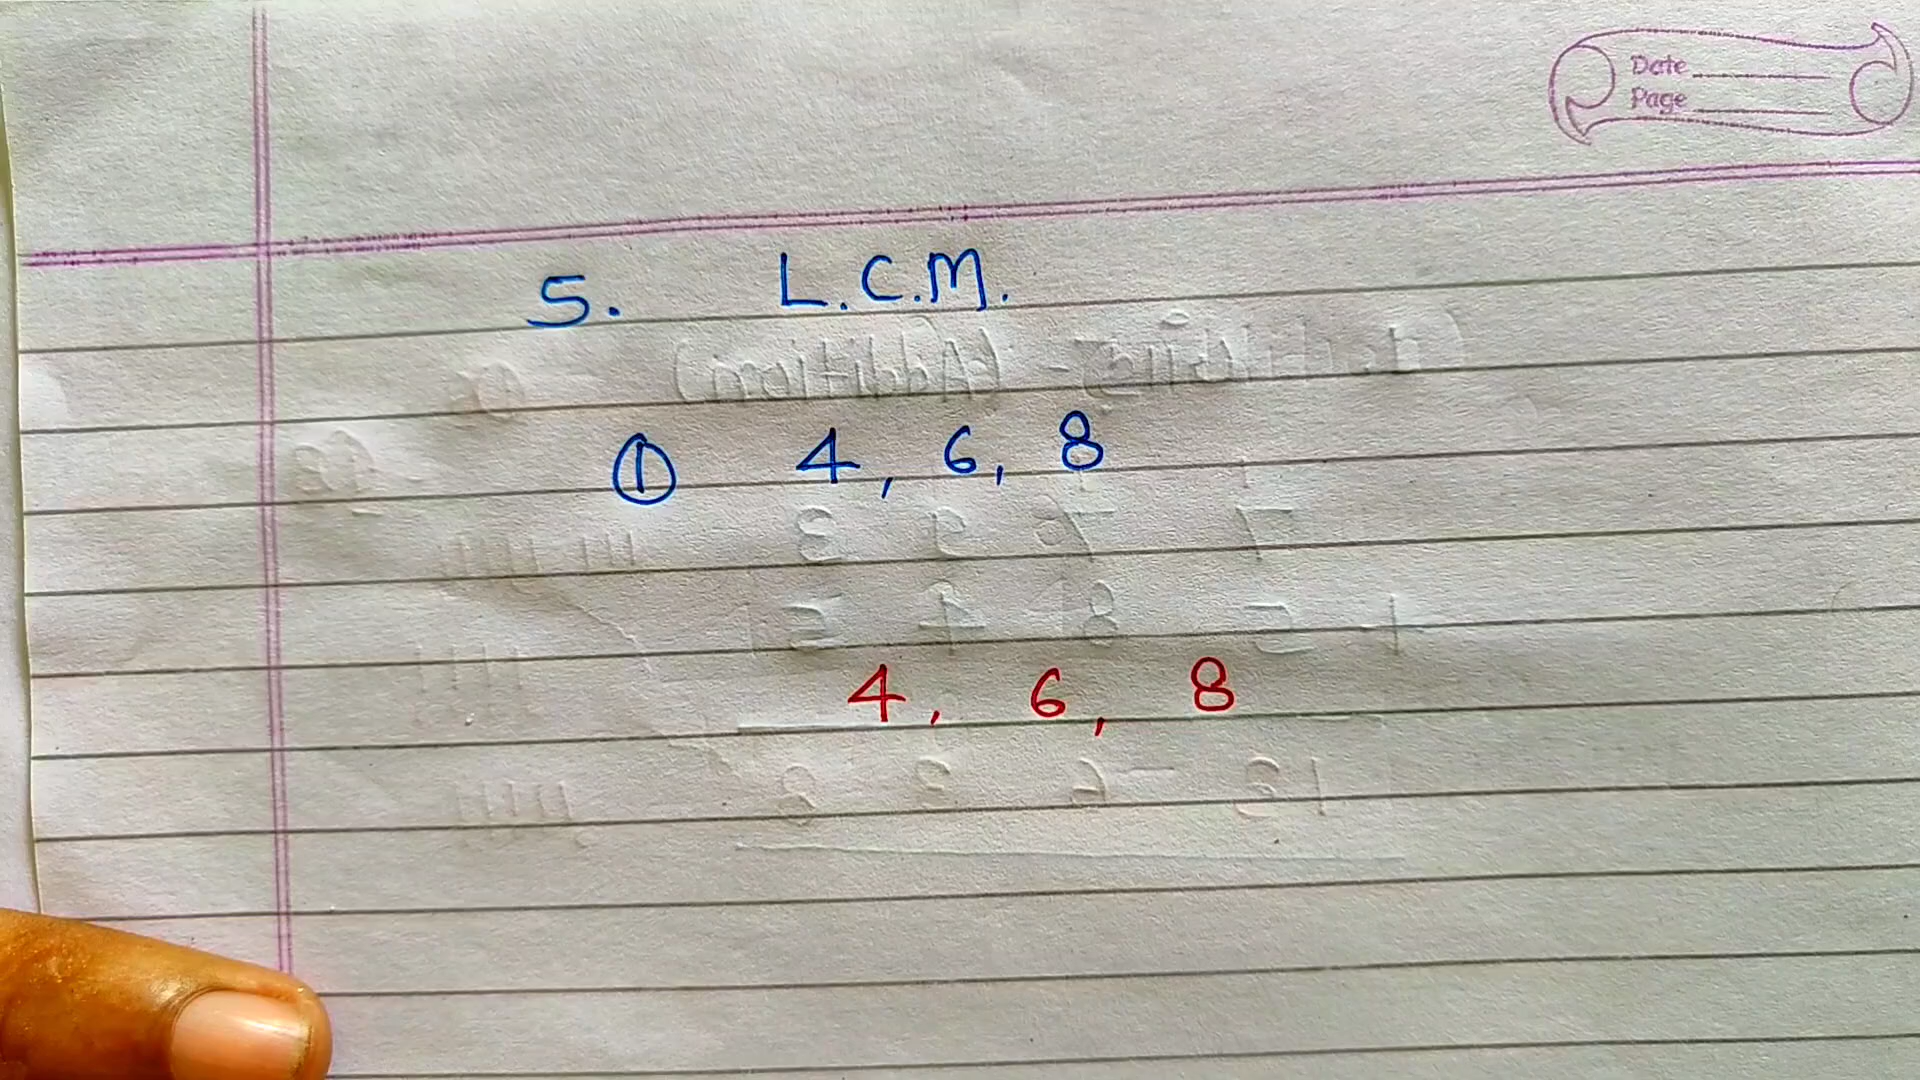 Date
Page
5. L.C.M.
① 4, 6, 8
4, 6, 8